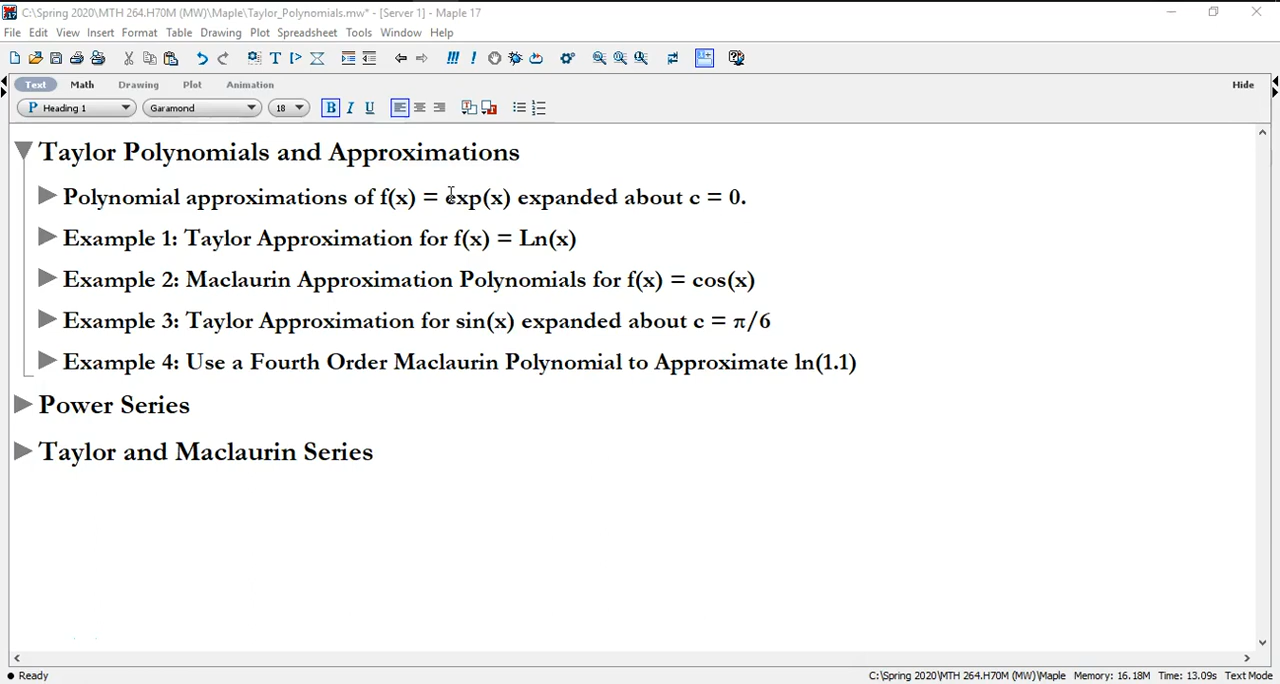 C:\Spring 2020\MTH 264.H70M (MW)\Maple\Taylor_Polynomials.mw* - [Server 1] - Maple 17
File Edit View Insert Format Table Drawing Plot Spreadsheet Tools Window Help
Text Math Drawing Plot Animation Hide
P Heading 1 Garamond 18 B I U
Taylor Polynomials and Approximations
Polynomial approximations of f(x) = exp(x) expanded about c = 0.
Example 1: Taylor Approximation for f(x) = Ln(x)
Example 2: Maclaurin Approximation Polynomials for f(x) = cos(x)
Example 3: Taylor Approximation for sin(x) expanded about c = π/6
Example 4: Use a Fourth Order Maclaurin Polynomial to Approximate ln(1.1)
Power Series
Taylor and Maclaurin Series
Ready C:\Spring 2020\MTH 264.H70M (MW)\Maple Memory: 16.18M Time: 13.09s Text Mode